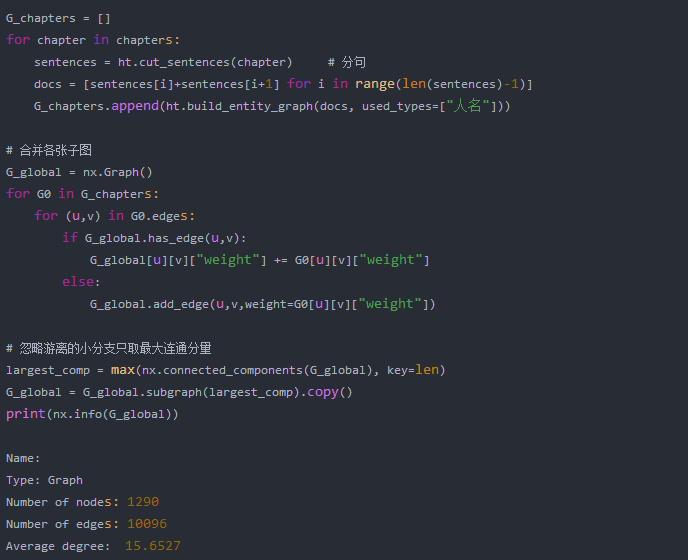 G_chapters = []
for chapter in chapters:
    sentences = ht.cut_sentences(chapter)     # 分句
    docs = [sentences[i]+sentences[i+1] for i in range(len(sentences)-1)]
    G_chapters.append(ht.build_entity_graph(docs, used_types=["人名"]))
# 合并各张子图
G_global = nx.Graph()
for G0 in G_chapters:
    for (u,v) in G0.edges:
        if G_global.has_edge(u,v):
            G_global[u][v]["weight"] += G0[u][v]["weight"]
        else:
            G_global.add_edge(u,v,weight=G0[u][v]["weight"])
# 忽略游离的小分支只取最大连通分量
largest_comp = max(nx.connected_components(G_global), key=len)
G_global = G_global.subgraph(largest_comp).copy()
print(nx.info(G_global))
Name:
Type: Graph
Number of nodes: 1290
Number of edges: 10096
Average degree:  15.6527